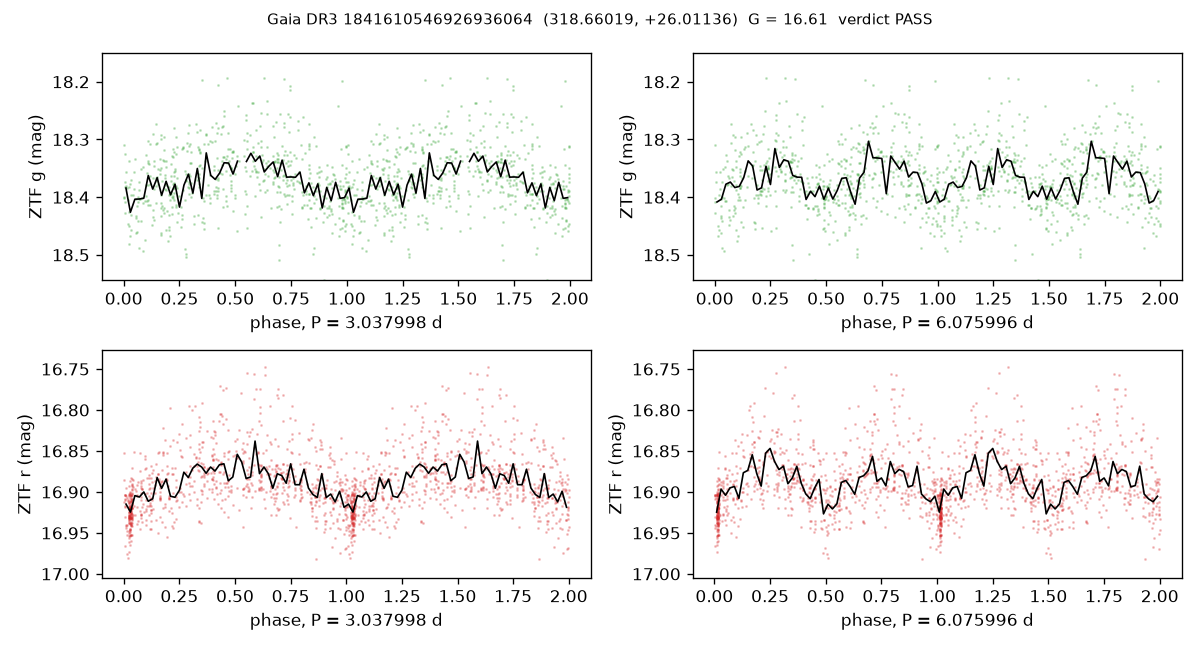 Gaia DR3 1841610546926936064 (318.66019, +26.01136) G = 16.61 verdict PASS
ZTF g (mag)
18.2
18.3
18.4
18.5
0.00 0.25 0.50 0.75 1.00 1.25 1.50 1.75 2.00
phase, P = 3.037998 d
ZTF g (mag)
18.2
18.3
18.4
18.5
0.00 0.25 0.50 0.75 1.00 1.25 1.50 1.75 2.00
phase, P = 6.075996 d
ZTF r (mag)
16.75
16.80
16.85
16.90
16.95
17.00
0.00 0.25 0.50 0.75 1.00 1.25 1.50 1.75 2.00
phase, P = 3.037998 d
ZTF r (mag)
16.75
16.80
16.85
16.90
16.95
17.00
0.00 0.25 0.50 0.75 1.00 1.25 1.50 1.75 2.00
phase, P = 6.075996 d